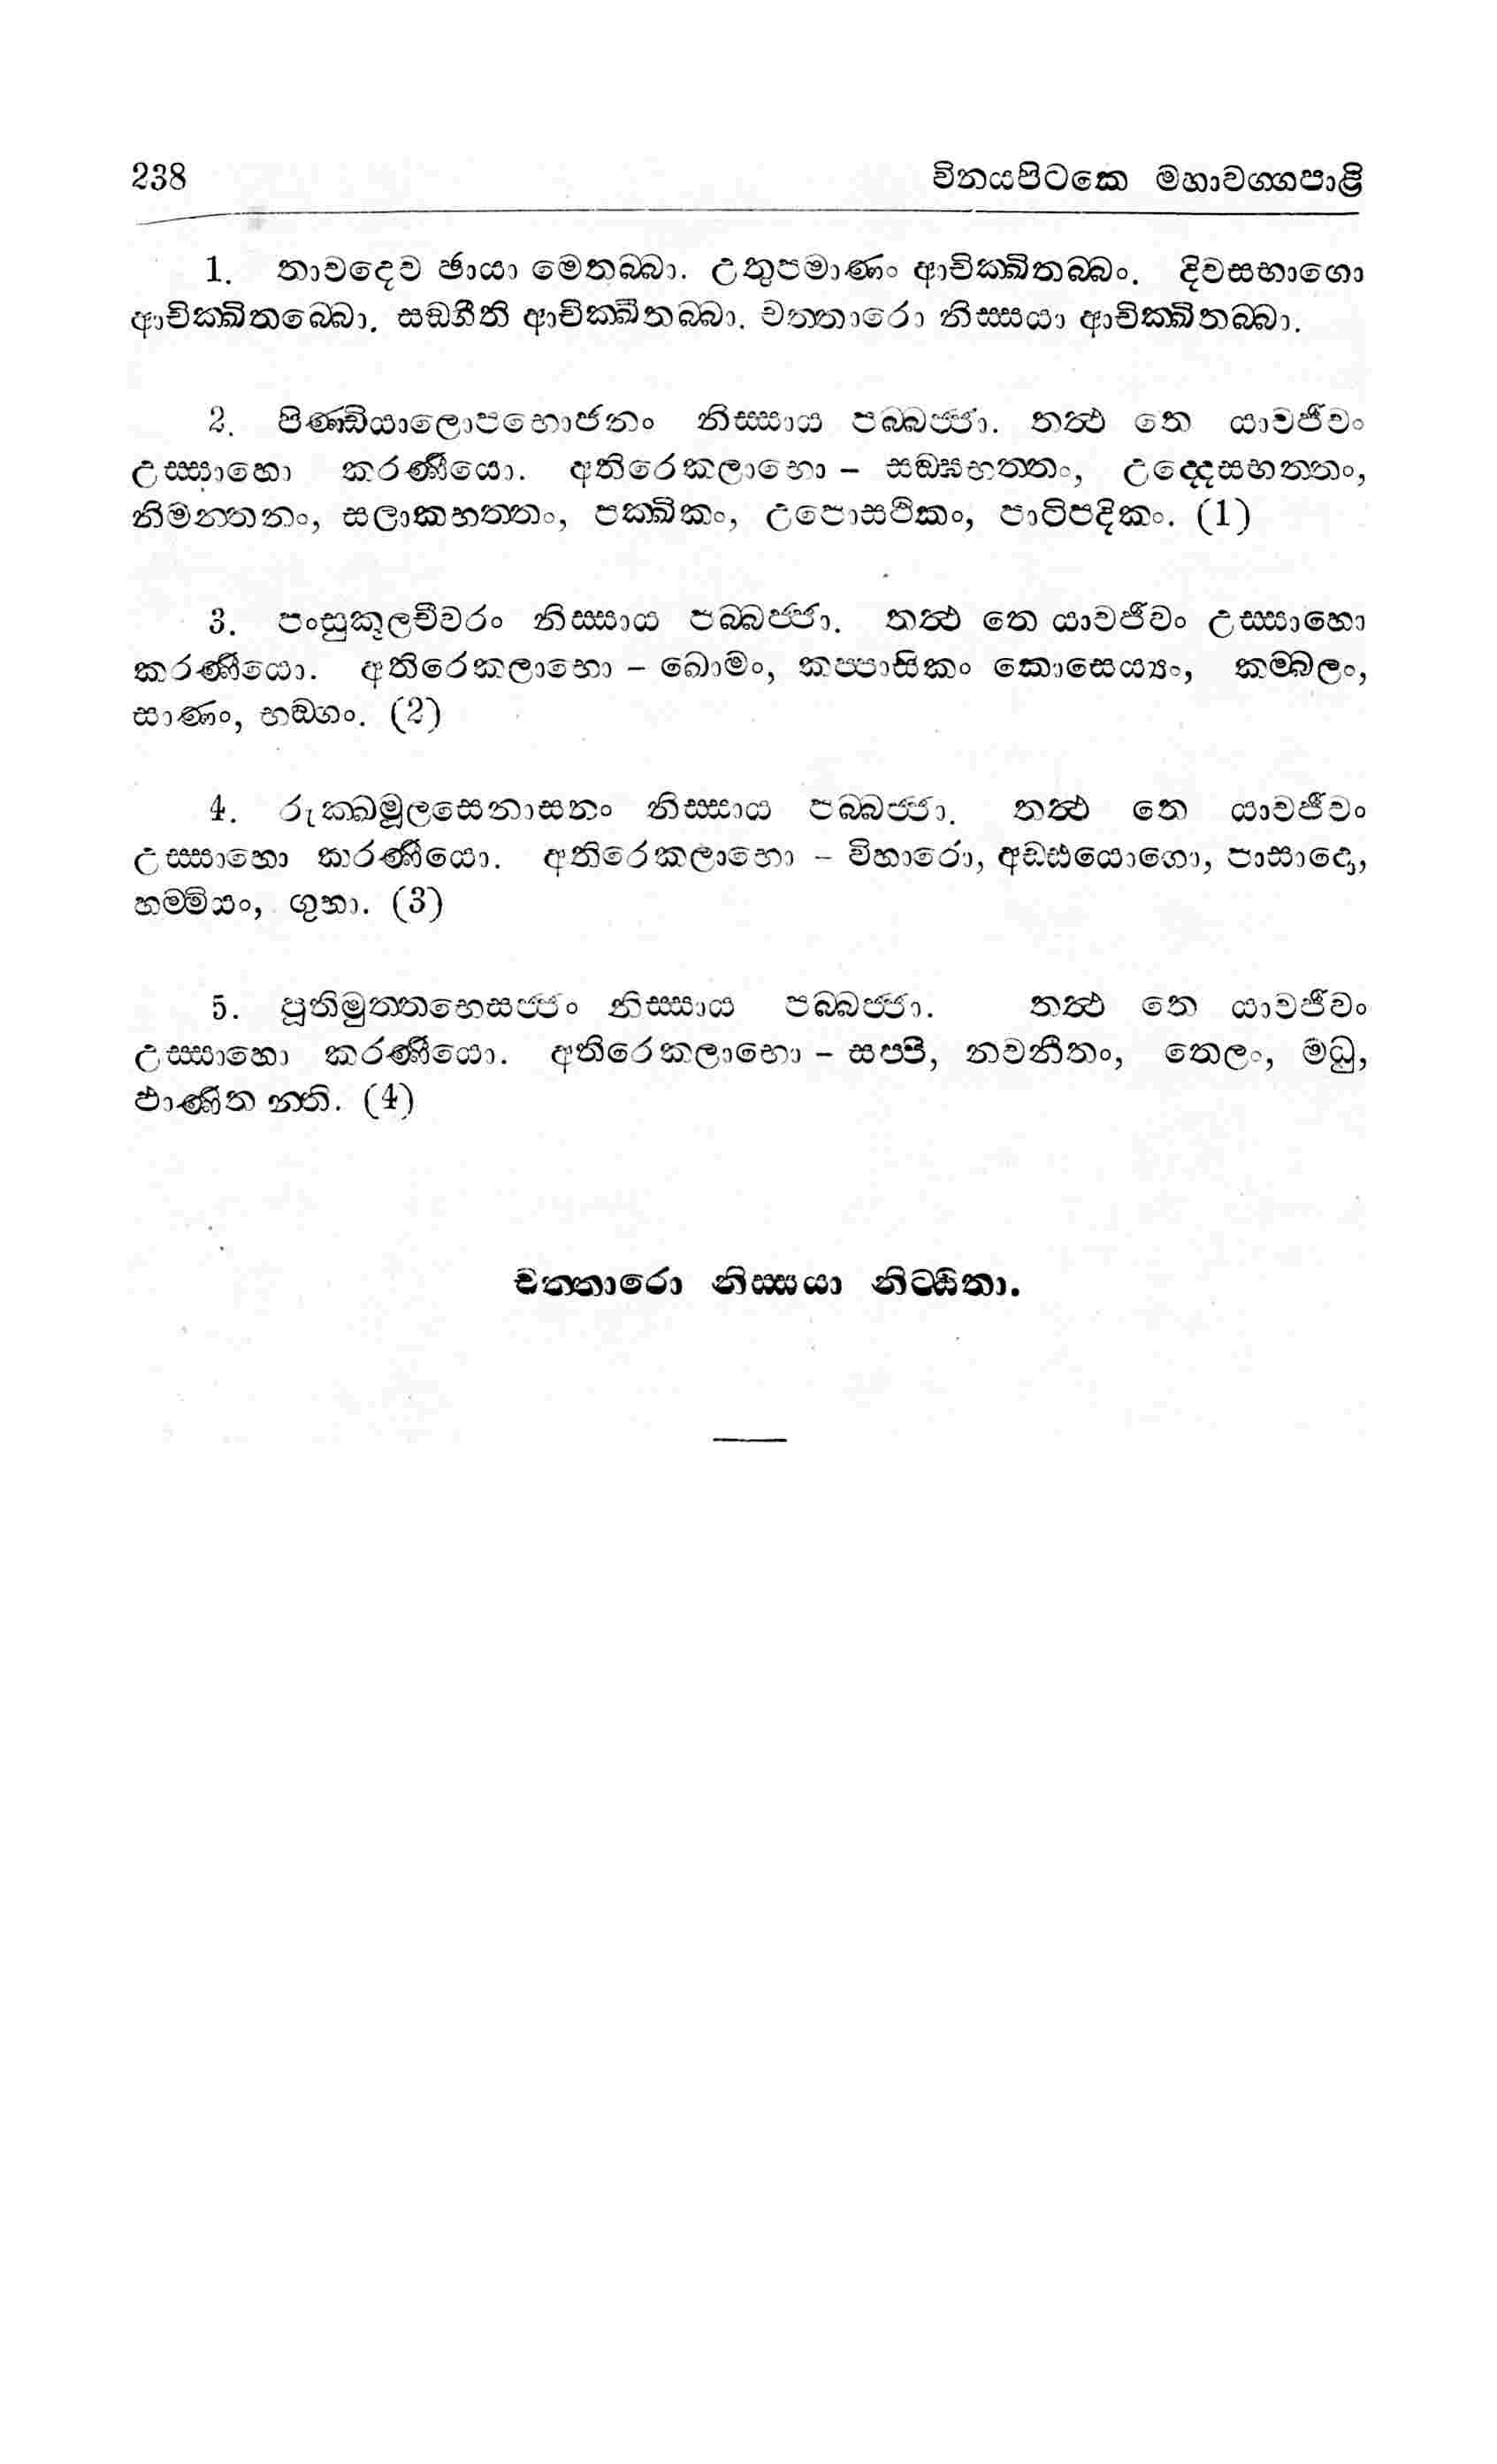 238 විනයපිටකෙ මහාවග්ගපාළි
1. තාවදෙව ඡායා මෙතබ්බා. උතුපමාණං ආචික්ඛිතබ්බං. දිවසභාගො
ආචික්ඛිතබ්බො. සඞ්ගීති ආචික්ඛිතබ්බා. චත්තාරො නිස්සයා ආචික්ඛිතබ්බා.
2. පිණ්ඩියාලොපභොජනං නිස්සාය පබ්බජ්ජා. තත්‍ථ තෙ යාවජීවං
උස්සාහො කරණීයො. අතිරෙකලාභො – සඞ්ඝභත්තං, උද්දෙසභත්තං,
නිමන්තනං, සලාකභත්තං, පක්ඛිකං, උපොසථිකං, පාටිපදිකං. (1)
3. පංසුකූලචීවරං නිස්සාය පබ්බජ්ජා. තත්‍ථ තෙ යාවජීවං උස්සාහො
කරණීයො. අතිරෙකලාභො – ඛොමං, කප්පාසිකං කොසෙය්‍යං, කම්බලං,
සාණං, භඞ්ගං. (2)
4. රුක්ඛමූලසෙනාසනං නිස්සාය පබ්බජ්ජා. තත්‍ථ තෙ යාවජීවං
උස්සාහො කරණීයො. අතිරෙකලාභො – විහාරො, අඩ්ඪයොගො, පාසාදො,
හම්මියං, ගුහා. (3)
5. පූතිමුත්තභෙසජ්ජං නිස්සාය පබ්බජ්ජා. තත්‍ථ තෙ යාවජීවං
උස්සාහො කරණීයො. අතිරෙකලාභො – සප්පි, නවනීතං, තෙලං, මධු,
ඵාණිත න්ති. (4)
චත්තාරො නිස්සයා නිට්ඨිතා.